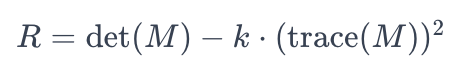 R = det(M) − k · (trace(M))²